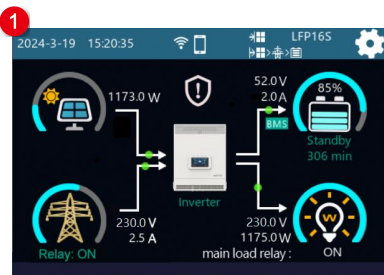 1
2024-3-19 15:20:35
LFP16S
1173.0 W
52.0 V
2.0 A
BMS
85%
Standby
306 min
Inverter
230.0 V
2.5 A
Relay: ON
230.0 V
1175.0 W
main load relay :
W
ON